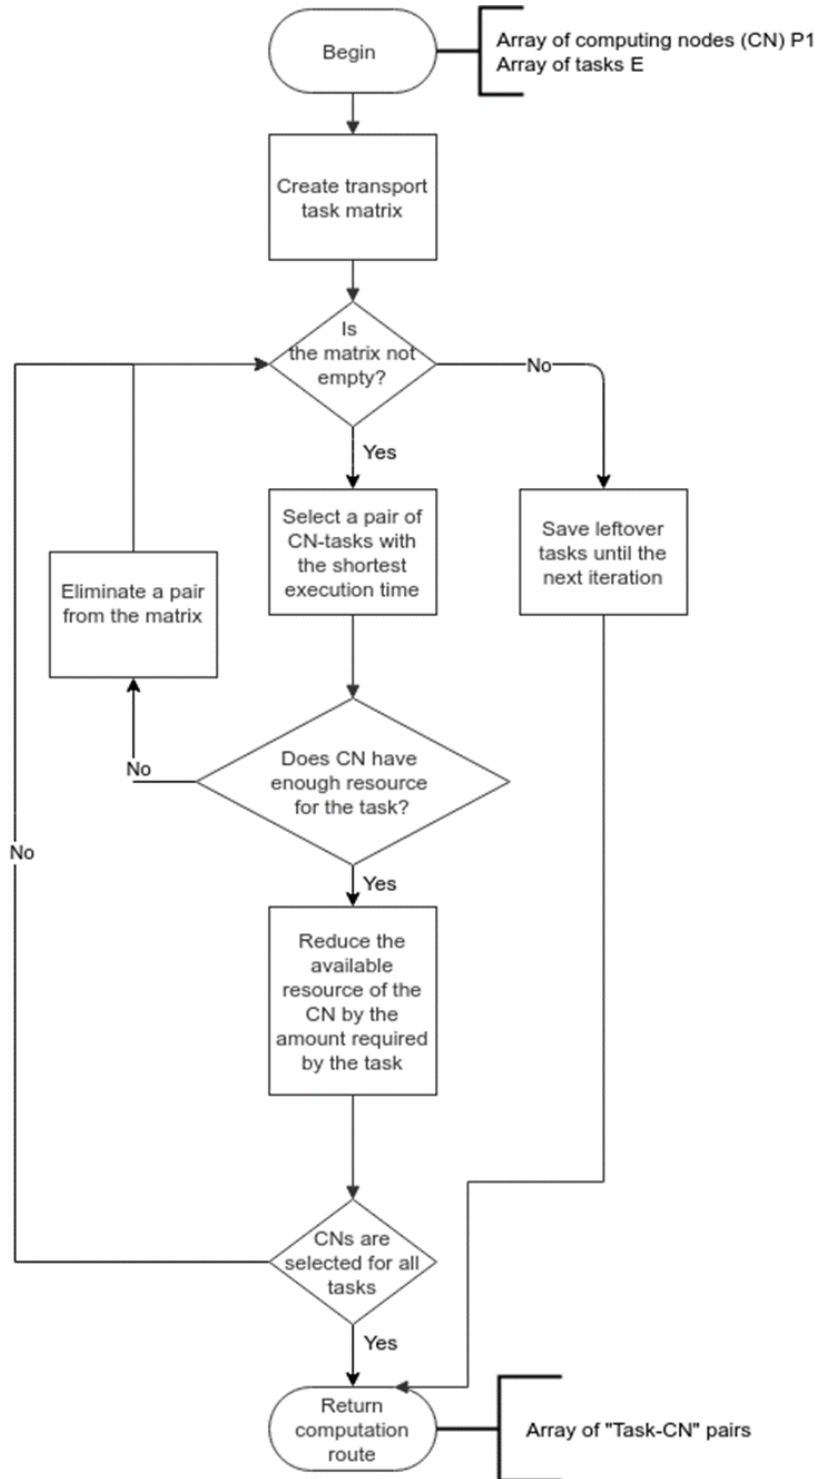 Begin
Array of computing nodes (CN) P1
Array of tasks E
Create transport
task matrix
Is
the matrix not
empty?
No
Yes
Select a pair of
CN-tasks with
the shortest
execution time
Save leftover
tasks until the
next iteration
Eliminate a pair
from the matrix
Does CN have
enough resource
for the task?
No
Yes
No
Reduce the
available
resource of the
CN by the
amount required
by the task
CNs are
selected for all
tasks
Yes
Return
computation
route
Array of "Task-CN" pairs